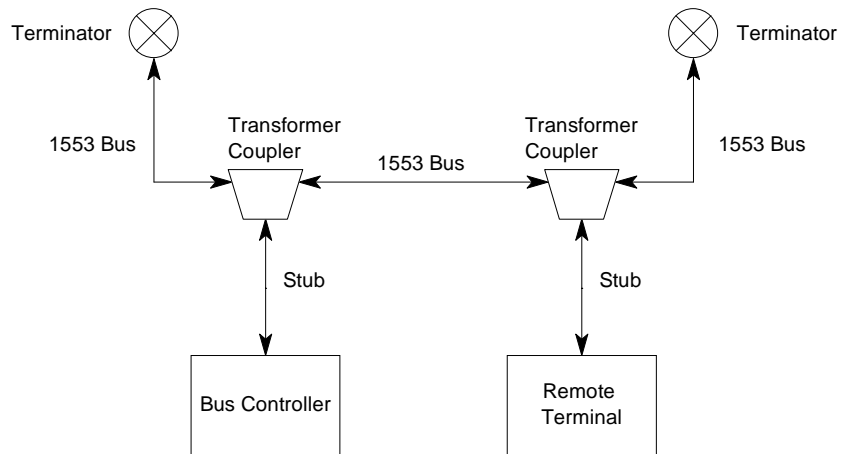 Terminator
Terminator
1553 Bus
Transformer
Coupler
1553 Bus
Transformer
Coupler
1553 Bus
Stub
Stub
Bus Controller
Remote
Terminal